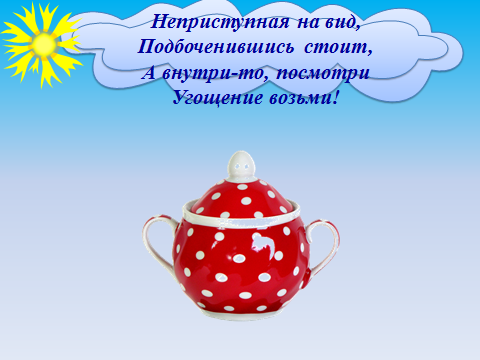 Неприступная на вид,
Подбоченившись стоит,
А внутри-то, посмотри
Угощение возьми!